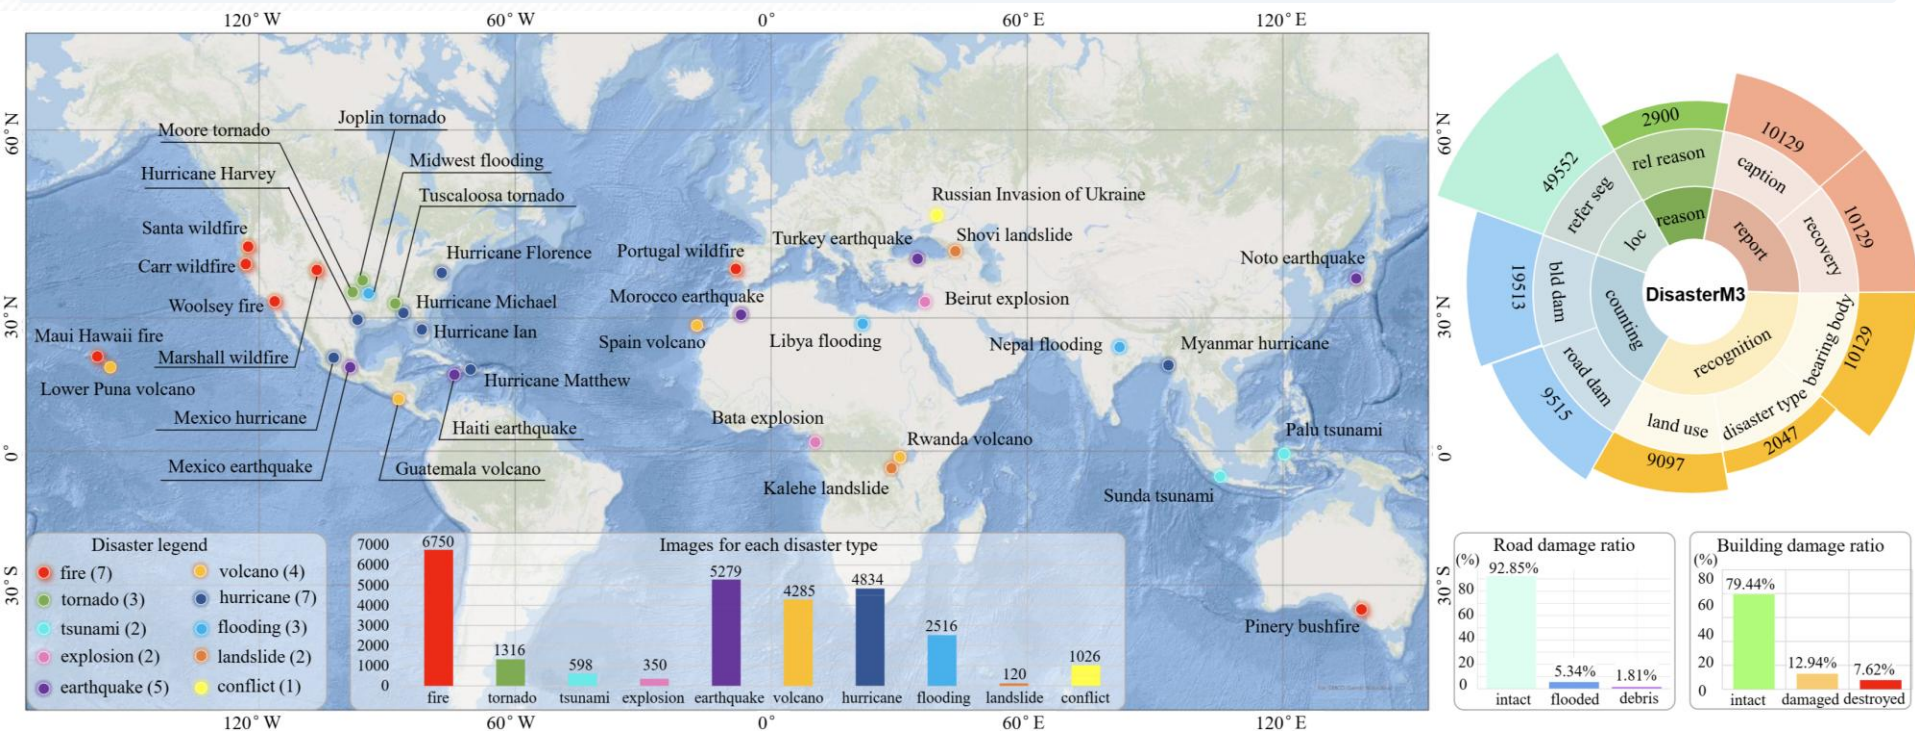 120° W 60° W 0° 60° E 120° E
60° N
30° N
0°
30° S
60° N
30° N
0°
30° S
Joplin tornado
Moore tornado
Midwest flooding
Hurricane Harvey
Tuscaloosa tornado
Santa wildfire
Hurricane Florence
Carr wildfire
Woolsey fire
Hurricane Michael
Maui Hawaii fire
Hurricane Ian
Marshall wildfire
Lower Puna volcano
Hurricane Matthew
Mexico hurricane
Haiti earthquake
Mexico earthquake
Guatemala volcano
Russian Invasion of Ukraine
Turkey earthquake
Shovi landslide
Portugal wildfire
Noto earthquake
Morocco earthquake
Beirut explosion
Spain volcano
Libya flooding
Nepal flooding
Myanmar hurricane
Bata explosion
Rwanda volcano
Palu tsunami
Kalehe landslide
Sunda tsunami
Pinery bushfire
Disaster legend
fire (7)
volcano (4)
tornado (3)
hurricane (7)
tsunami (2)
flooding (3)
explosion (2)
landslide (2)
earthquake (5)
conflict (1)
Images for each disaster type
7000
6000
5000
4000
3000
2000
1000
0
6750
1316
598
350
5279
4285
4834
2516
120
1026
fire tornado tsunami explosion earthquake volcano hurricane flooding landslide conflict
120° W 60° W 0° 60° E 120° E
DisasterM3
reason
rel reason
2900
report
caption
10129
recovery
10129
recognition
bearing body
10129
disaster type
2047
land use
9097
counting
road dam
9515
bld dam
19513
loc
refer seg
49552
Road damage ratio
(%)
80
60
40
20
0
92.85%
5.34%
1.81%
intact flooded debris
Building damage ratio
(%)
80
60
40
20
0
79.44%
12.94%
7.62%
intact damaged destroyed